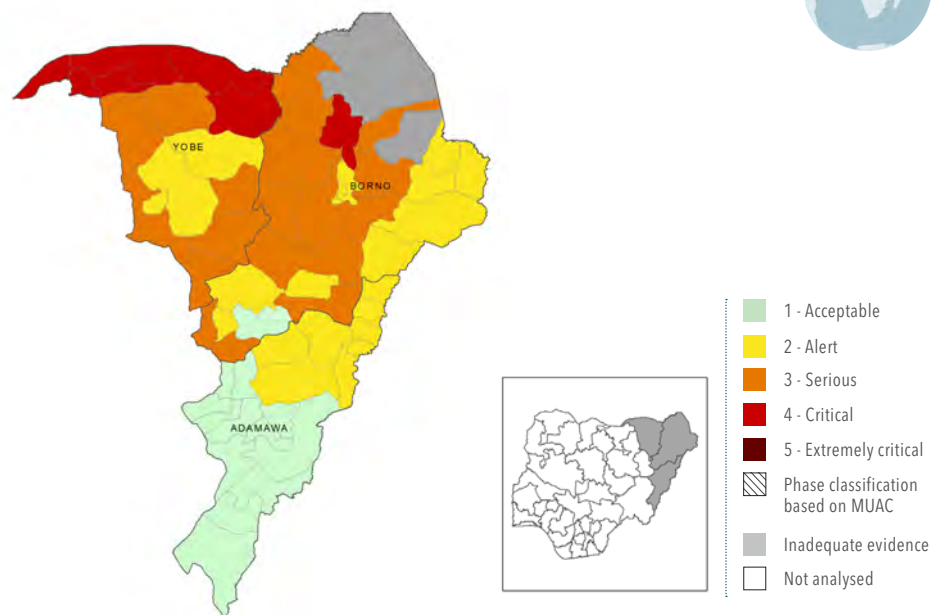 YOBE
BORNO
ADAMAWA
1 - Acceptable
2 - Alert
3 - Serious
4 - Critical
5 - Extremely critical
Phase classification
based on MUAC
Inadequate evidence
Not analysed